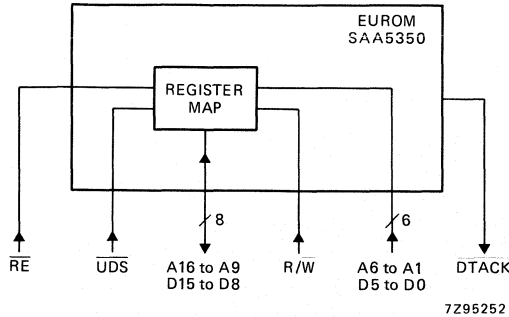 EUROM
SAA5350
REGISTER
MAP
8
6
RE
UDS
A16 to A9
D15 to D8
R/W
A6 to A1
D5 to D0
DTACK
7Z95252